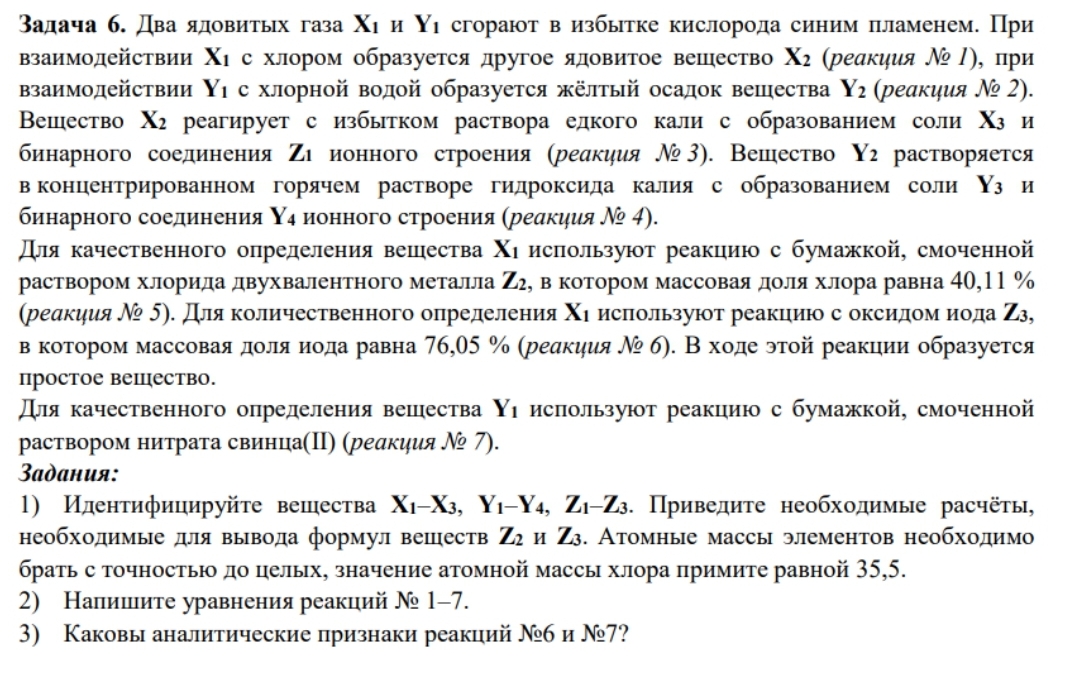 Задача 6. Два ядовитых газа X1 и Y1 сгорают в избытке кислорода синим пламенем. При
взаимодействии X1 с хлором образуется другое ядовитое вещество X2 (реакция № 1), при
взаимодействии Y1 с хлорной водой образуется жёлтый осадок вещества Y2 (реакция № 2).
Вещество X2 реагирует с избытком раствора едкого кали с образованием соли X3 и
бинарного соединения Z1 ионного строения (реакция № 3). Вещество Y2 растворяется
в концентрированном горячем растворе гидроксида калия с образованием соли Y3 и
бинарного соединения Y4 ионного строения (реакция № 4).
Для качественного определения вещества X1 используют реакцию с бумажкой, смоченной
раствором хлорида двухвалентного металла Z2, в котором массовая доля хлора равна 40,11 %
(реакция № 5). Для количественного определения X1 используют реакцию с оксидом иода Z3,
в котором массовая доля иода равна 76,05 % (реакция № 6). В ходе этой реакции образуется
простое вещество.
Для качественного определения вещества Y1 используют реакцию с бумажкой, смоченной
раствором нитрата свинца(II) (реакция № 7).
Задания:
1) Идентифицируйте вещества X1–X3, Y1–Y4, Z1–Z3. Приведите необходимые расчёты,
необходимые для вывода формул веществ Z2 и Z3. Атомные массы элементов необходимо
брать с точностью до целых, значение атомной массы хлора примите равной 35,5.
2) Напишите уравнения реакций № 1–7.
3) Каковы аналитические признаки реакций №6 и №7?